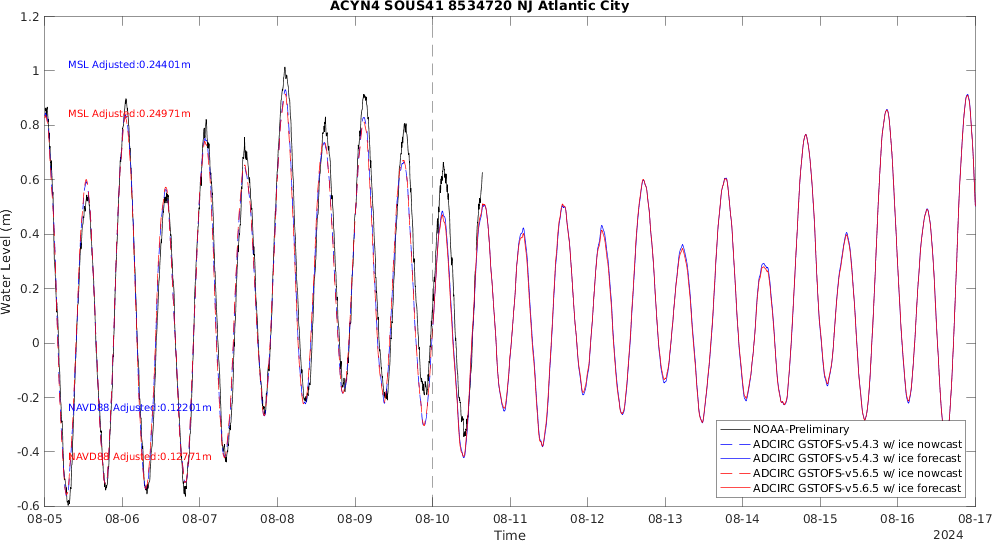 ACYN4 SOUS41 8534720 NJ Atlantic City
1.2
1
0.8
0.6
0.4
0.2
0
-0.2
-0.4
-0.6
Water Level (m)
MSL Adjusted:0.24401m
MSL Adjusted:0.24971m
NAVD88 Adjusted:0.12201m
NAVD88 Adjusted:0.12771m
NOAA-Preliminary
ADCIRC GSTOFS-v5.4.3 w/ ice nowcast
ADCIRC GSTOFS-v5.4.3 w/ ice forecast
ADCIRC GSTOFS-v5.6.5 w/ ice nowcast
ADCIRC GSTOFS-v5.6.5 w/ ice forecast
08-05 08-06 08-07 08-08 08-09 08-10 08-11 08-12 08-13 08-14 08-15 08-16 08-17
Time
2024